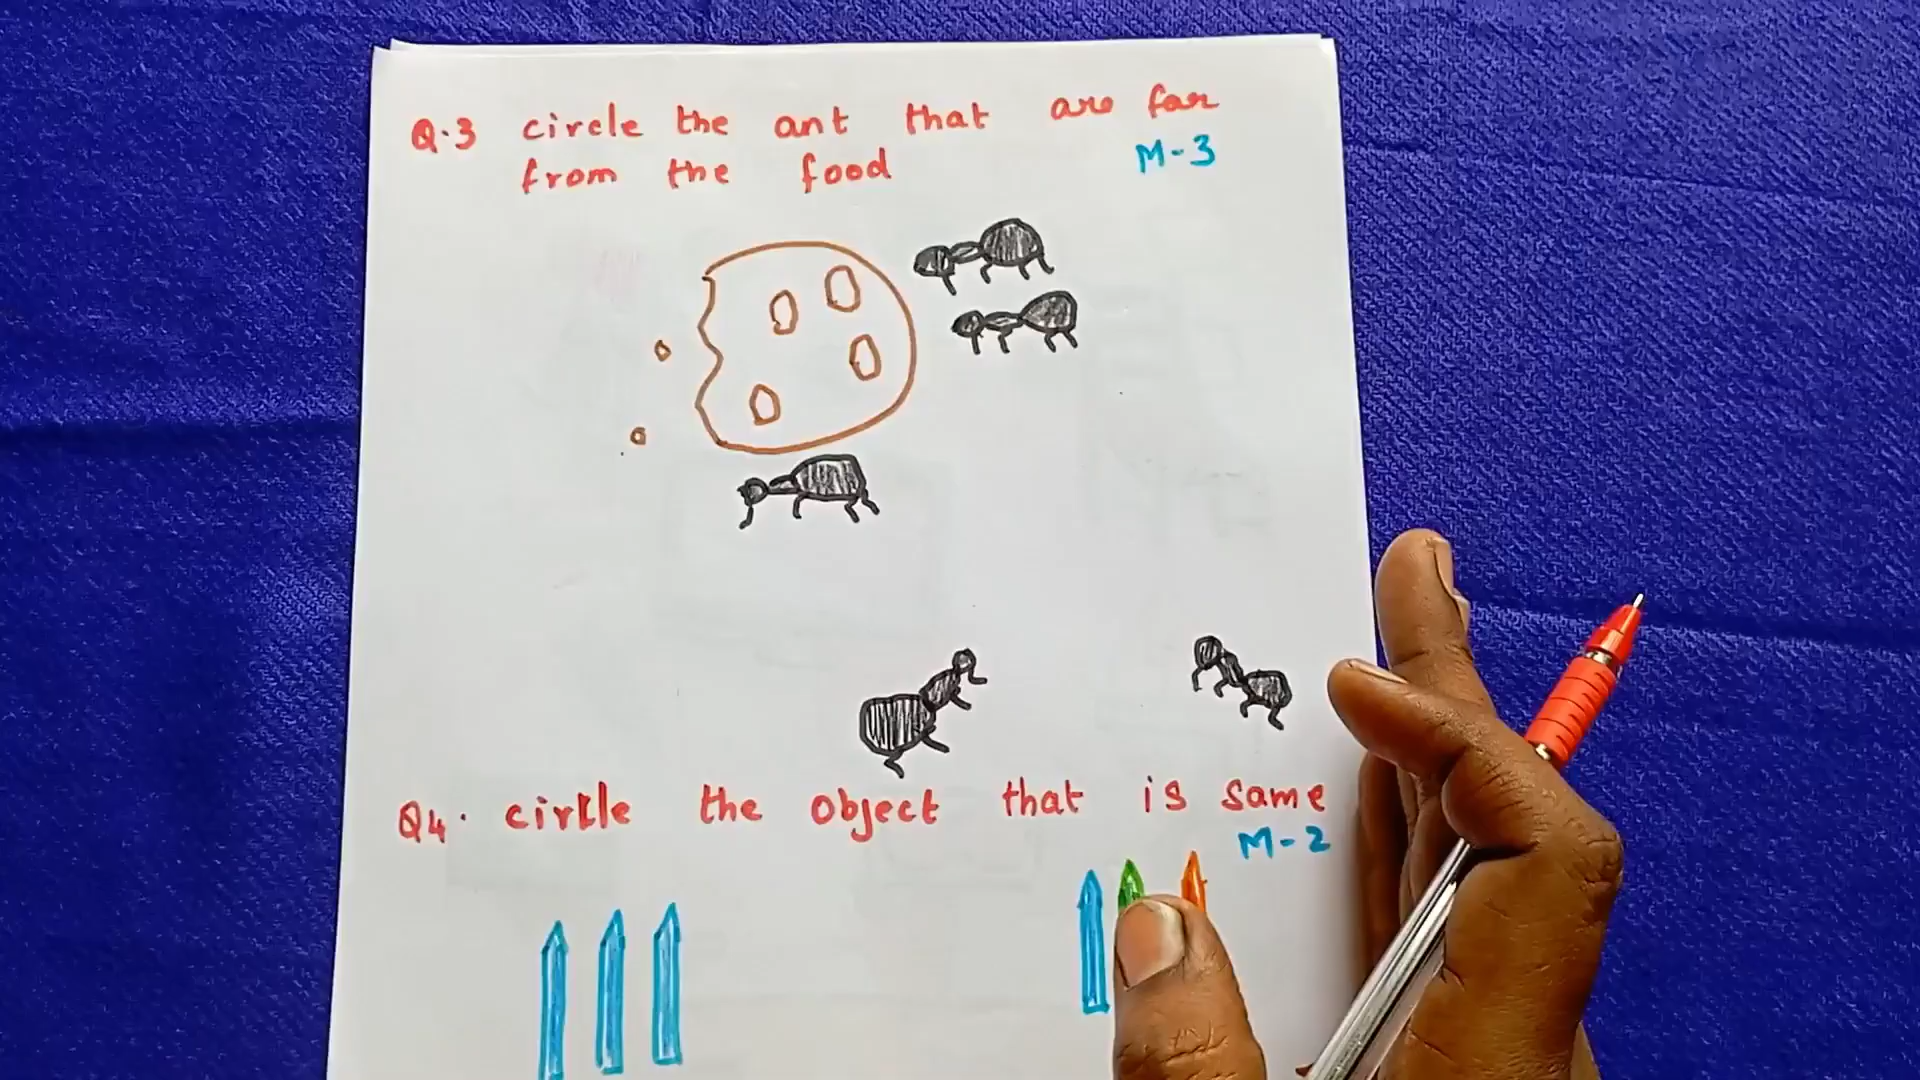 Q.3 circle the ant that are far
from the food M-3
Q4. cirkle the object that is same
M-2